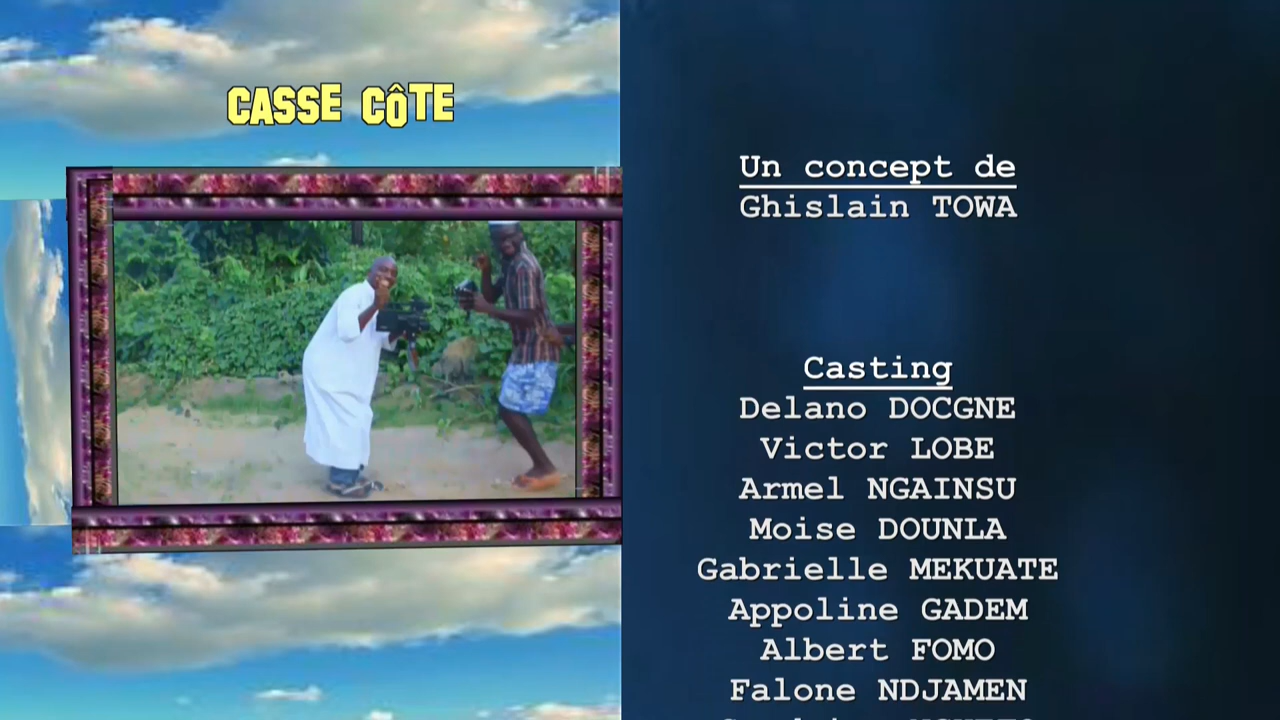 CASSE CÔTE
Un concept de
Ghislain TOWA
Casting
Delano DOCGNE
Victor LOBE
Armel NGAINSU
Moise DOUNLA
Gabrielle MEKUATE
Appoline GADEM
Albert FOMO
Falone NDJAMEN